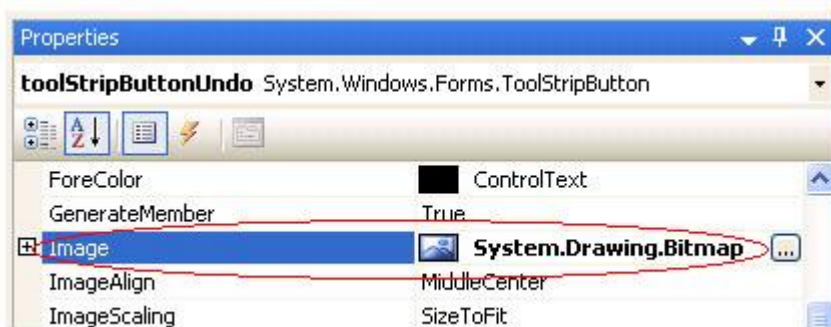 Properties
toolStripButtonUndo System.Windows.Forms.ToolStripButton
ForeColor ControlText
GenerateMember True
Image System.Drawing.Bitmap ...
ImageAlign MiddleCenter
ImageScaling SizeToFit